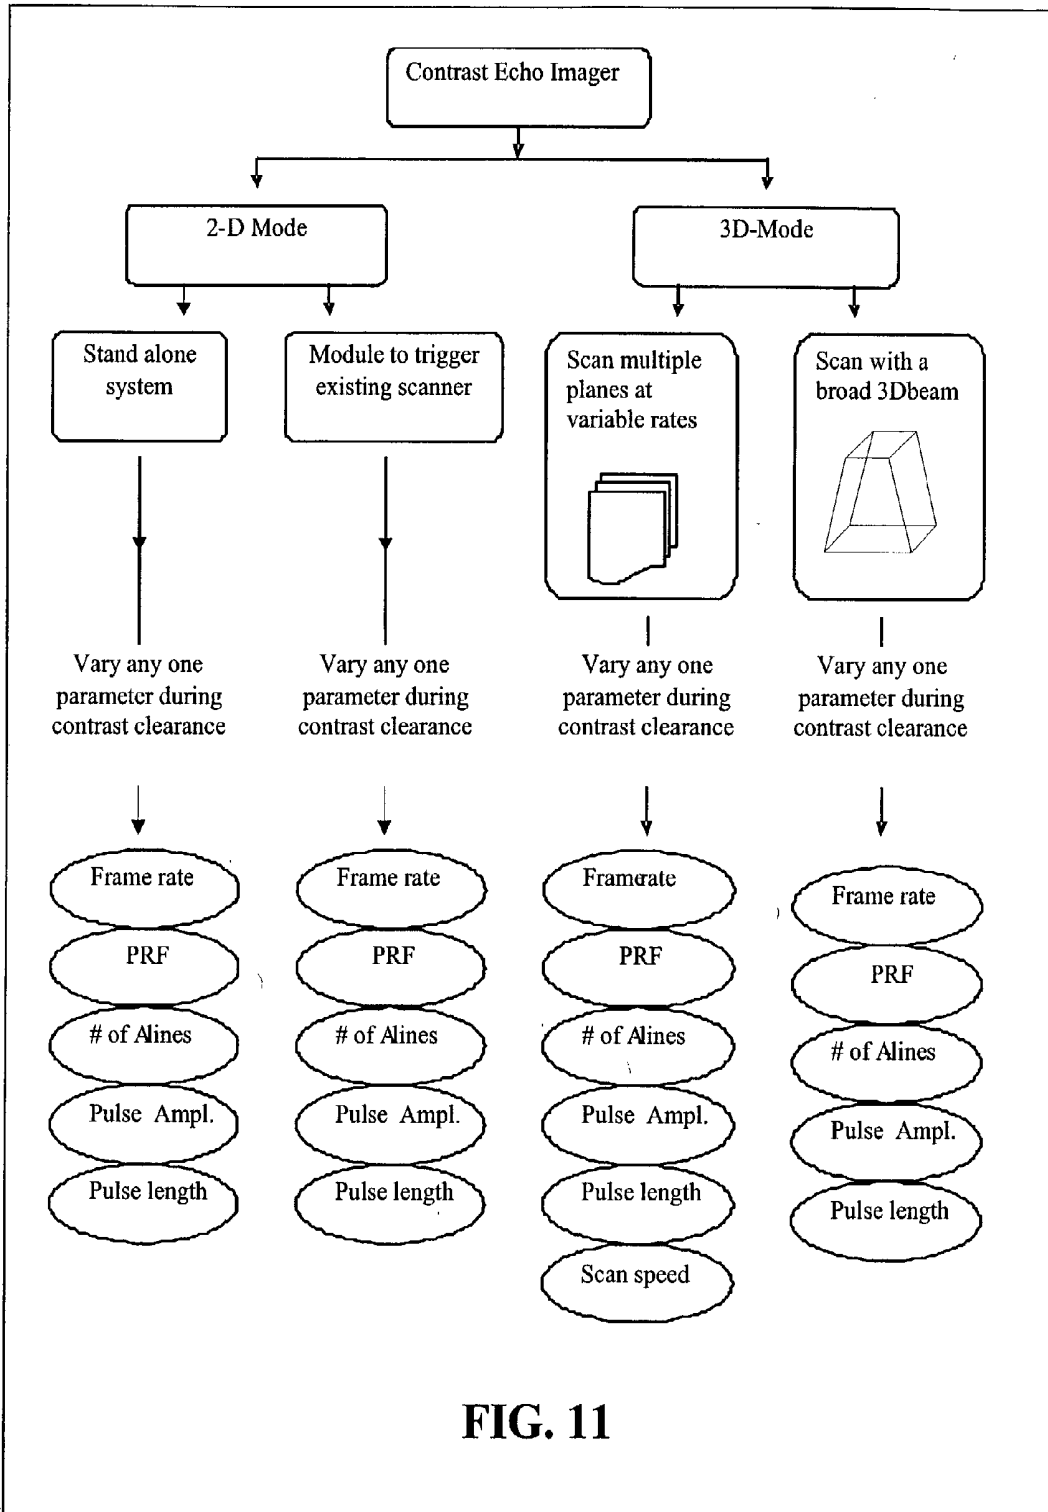 Contrast Echo Imager
2-D Mode
3D-Mode
Stand alone
system
Module to trigger
existing scanner
Scan multiple
planes at
variable rates
Scan with a
broad 3Dbeam
Vary any one
parameter during
contrast clearance
Vary any one
parameter during
contrast clearance
Vary any one
parameter during
contrast clearance
Vary any one
parameter during
contrast clearance
Frame rate
PRF
# of Alines
Pulse Ampl.
Pulse length
Frame rate
PRF
# of Alines
Pulse Ampl.
Pulse length
Framerate
PRF
# of Alines
Pulse Ampl.
Pulse length
Scan speed
Frame rate
PRF
# of Alines
Pulse Ampl.
Pulse length
FIG. 11